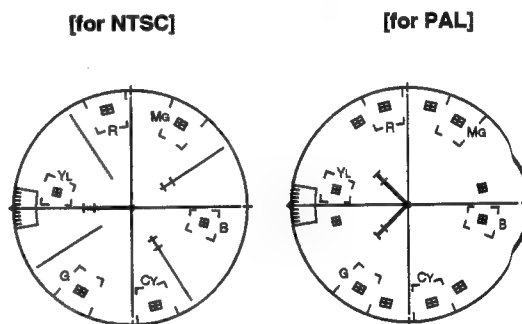 [for NTSC] [for PAL]
R MG R MG
YL YL
B B
G CY G CY